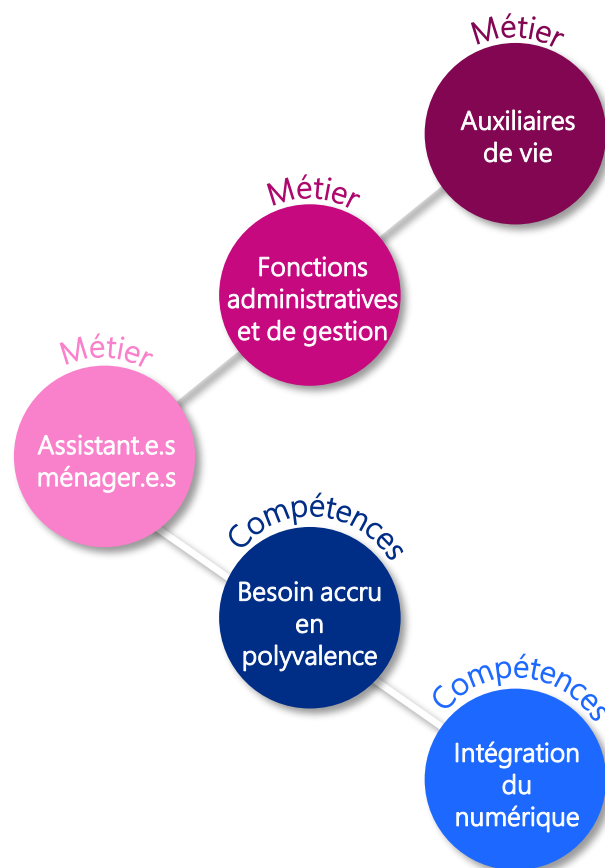 Métier
Auxiliaires
de vie
Métier
Fonctions
administratives
et de gestion
Métier
Assistant.e.s
ménager.e.s
Compétences
Besoin accru
en
polyvalence
Compétences
Intégration
du
numérique